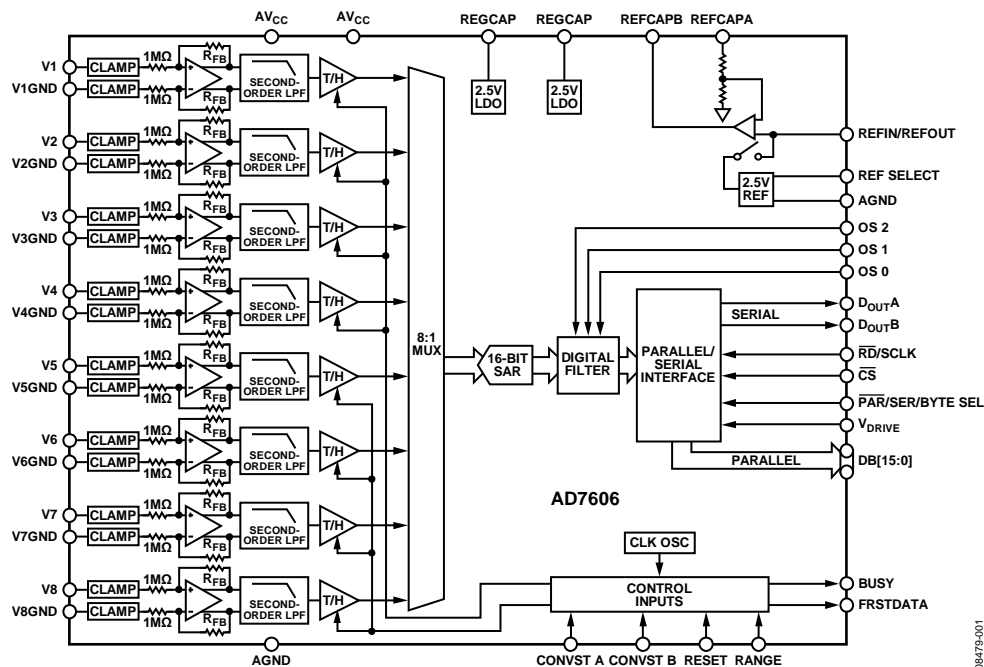 AVCC AVCC REGCAP REGCAP REFCAPB REFCAPA
V1 CLAMP 1MΩ RFB
V1GND CLAMP 1MΩ RFB
+ −
SECOND-
ORDER LPF
T/H
V2 CLAMP 1MΩ RFB
V2GND CLAMP 1MΩ RFB
+ −
SECOND-
ORDER LPF
T/H
V3 CLAMP 1MΩ RFB
V3GND CLAMP 1MΩ RFB
+ −
SECOND-
ORDER LPF
T/H
V4 CLAMP 1MΩ RFB
V4GND CLAMP 1MΩ RFB
+ −
SECOND-
ORDER LPF
T/H
V5 CLAMP 1MΩ RFB
V5GND CLAMP 1MΩ RFB
+ −
SECOND-
ORDER LPF
T/H
V6 CLAMP 1MΩ RFB
V6GND CLAMP 1MΩ RFB
+ −
SECOND-
ORDER LPF
T/H
V7 CLAMP 1MΩ RFB
V7GND CLAMP 1MΩ RFB
+ −
SECOND-
ORDER LPF
T/H
V8 CLAMP 1MΩ RFB
V8GND CLAMP 1MΩ
+ −
SECOND-
ORDER LPF
T/H
8:1
MUX
2.5V
LDO
2.5V
LDO
2.5V
REF
REFIN/REFOUT
REF SELECT
AGND
OS 2
OS 1
OS 0
16-BIT
SAR
DIGITAL
FILTER
PARALLEL/
SERIAL
INTERFACE
SERIAL
DOUTA
DOUTB
RD/SCLK
CS
PAR/SER/BYTE SEL
VDRIVE
PARALLEL
DB[15:0]
AD7606
CLK OSC
CONTROL
INPUTS
BUSY
FRSTDATA
AGND
CONVST A CONVST B RESET RANGE
08479-001